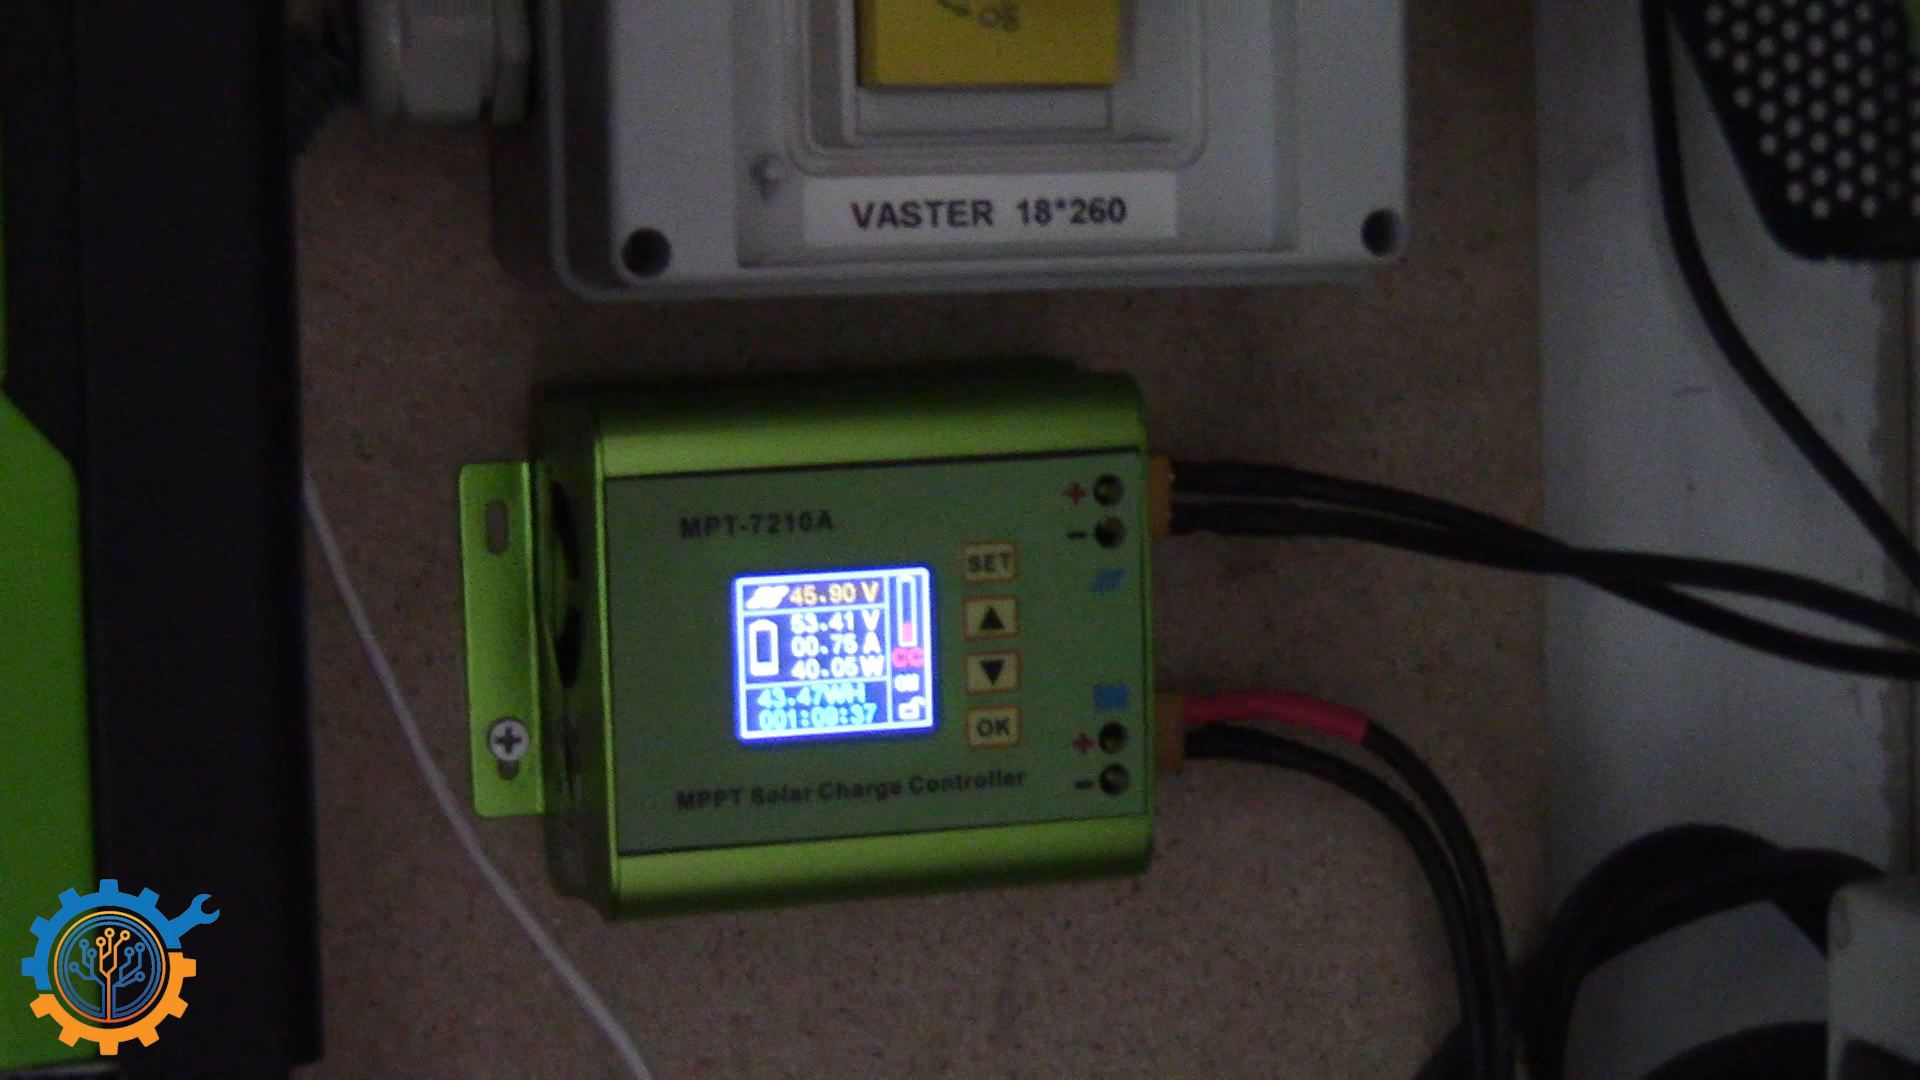 VASTER 18*260
MPT-7210A
45.90 V
53.41 V
00.75 A
40.05 W
CC
ON
43.47WH
001:09:37
SET
OK
+
-
+
-
MPPT Solar Charge Controller